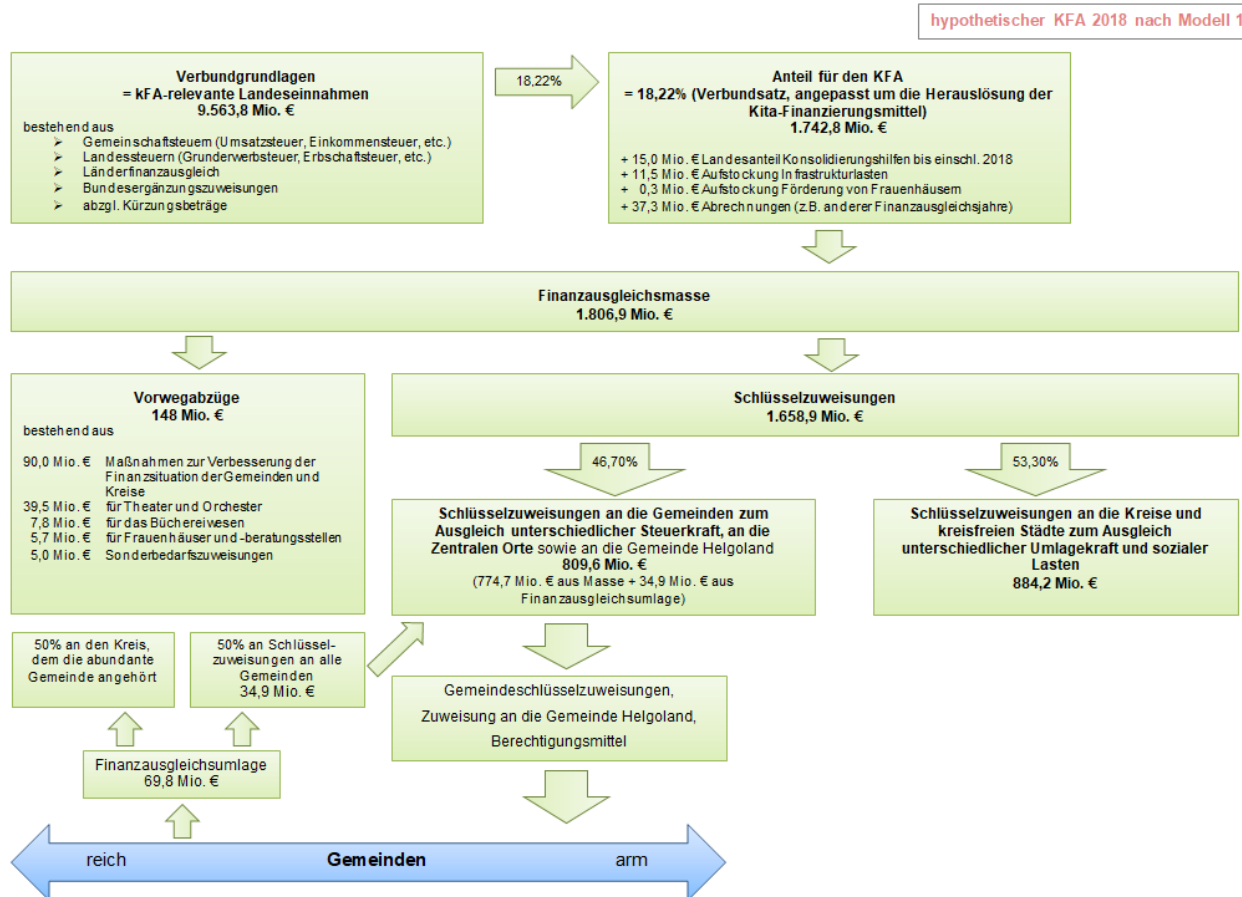 hypothetischer KFA 2018 nach Modell 1
Verbundgrundlagen
= kFA-relevante Landeseinnahmen
9.563,8 Mio. €
bestehend aus
➢ Gemeinschaftsteuern (Umsatzsteuer, Einkommensteuer, etc.)
➢ Landessteuern (Grunderwerbsteuer, Erbschaftsteuer, etc.)
➢ Länderfinanzausgleich
➢ Bundesergänzungszuweisungen
➢ abzgl. Kürzungsbeträge
18,22%
Anteil für den KFA
= 18,22% (Verbundsatz, angepasst um die Herauslösung der
Kita-Finanzierungsmittel)
1.742,8 Mio. €
+ 15,0 Mio. € Landesanteil Konsolidierungshilfen bis einschl. 2018
+ 11,5 Mio. € Aufstockung Infrastrukturlasten
+ 0,3 Mio. € Aufstockung Förderung von Frauenhäusern
+ 37,3 Mio. € Abrechnungen (z.B. anderer Finanzausgleichsjahre)
Finanzausgleichsmasse
1.806,9 Mio. €
Vorwegabzüge
148 Mio. €
bestehend aus
90,0 Mio. € Maßnahmen zur Verbesserung der
Finanzsituation der Gemeinden und
Kreise
39,5 Mio. € für Theater und Orchester
7,8 Mio. € für das Büchereiwesen
5,7 Mio. € für Frauenhäuser und -beratungsstellen
5,0 Mio. € Sonderbedarfszuweisungen
Schlüsselzuweisungen
1.658,9 Mio. €
46,70%
53,30%
Schlüsselzuweisungen an die Gemeinden zum
Ausgleich unterschiedlicher Steuerkraft, an die
Zentralen Orte sowie an die Gemeinde Helgoland
809,6 Mio. €
(774,7 Mio. € aus Masse + 34,9 Mio. € aus
Finanzausgleichsumlage)
Schlüsselzuweisungen an die Kreise und
kreisfreien Städte zum Ausgleich
unterschiedlicher Umlagekraft und sozialer
Lasten
884,2 Mio. €
50% an den Kreis,
dem die abundante
Gemeinde angehört
50% an Schlüssel-
zuweisungen an alle
Gemeinden
34,9 Mio. €
Gemeindeschlüsselzuweisungen,
Zuweisung an die Gemeinde Helgoland,
Berechtigungsmittel
Finanzausgleichsumlage
69,8 Mio. €
reich Gemeinden arm